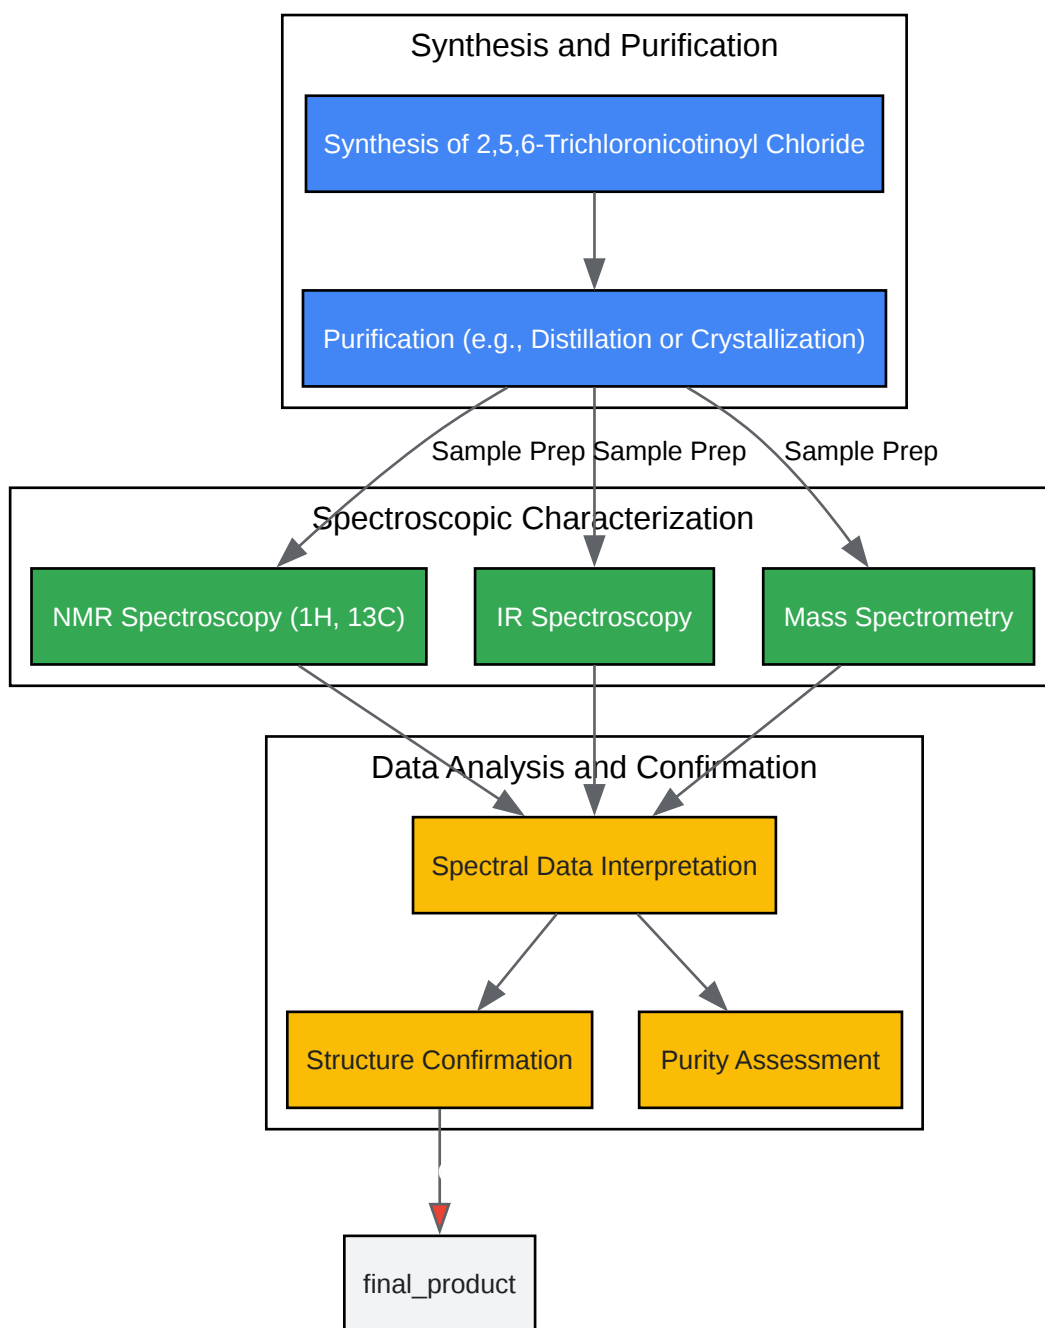 Synthesis and Purification
Synthesis of 2,5,6-Trichloronicotinoyl Chloride
Purification (e.g., Distillation or Crystallization)
Sample Prep
Sample Prep
Sample Prep
Spectroscopic Characterization
NMR Spectroscopy (1H, 13C)
IR Spectroscopy
Mass Spectrometry
Data Analysis and Confirmation
Spectral Data Interpretation
Structure Confirmation
Purity Assessment
final_product